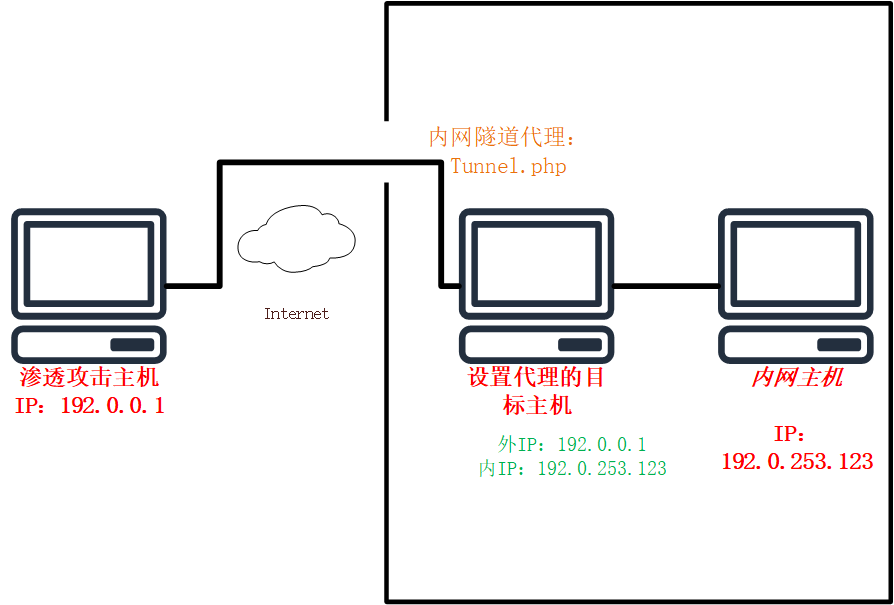 内网隧道代理：
Tunnel.php
Internet
渗透攻击主机
IP：192.0.0.1
设置代理的目
标主机
外IP：192.0.0.1
内IP：192.0.253.123
内网主机
IP：
192.0.253.123